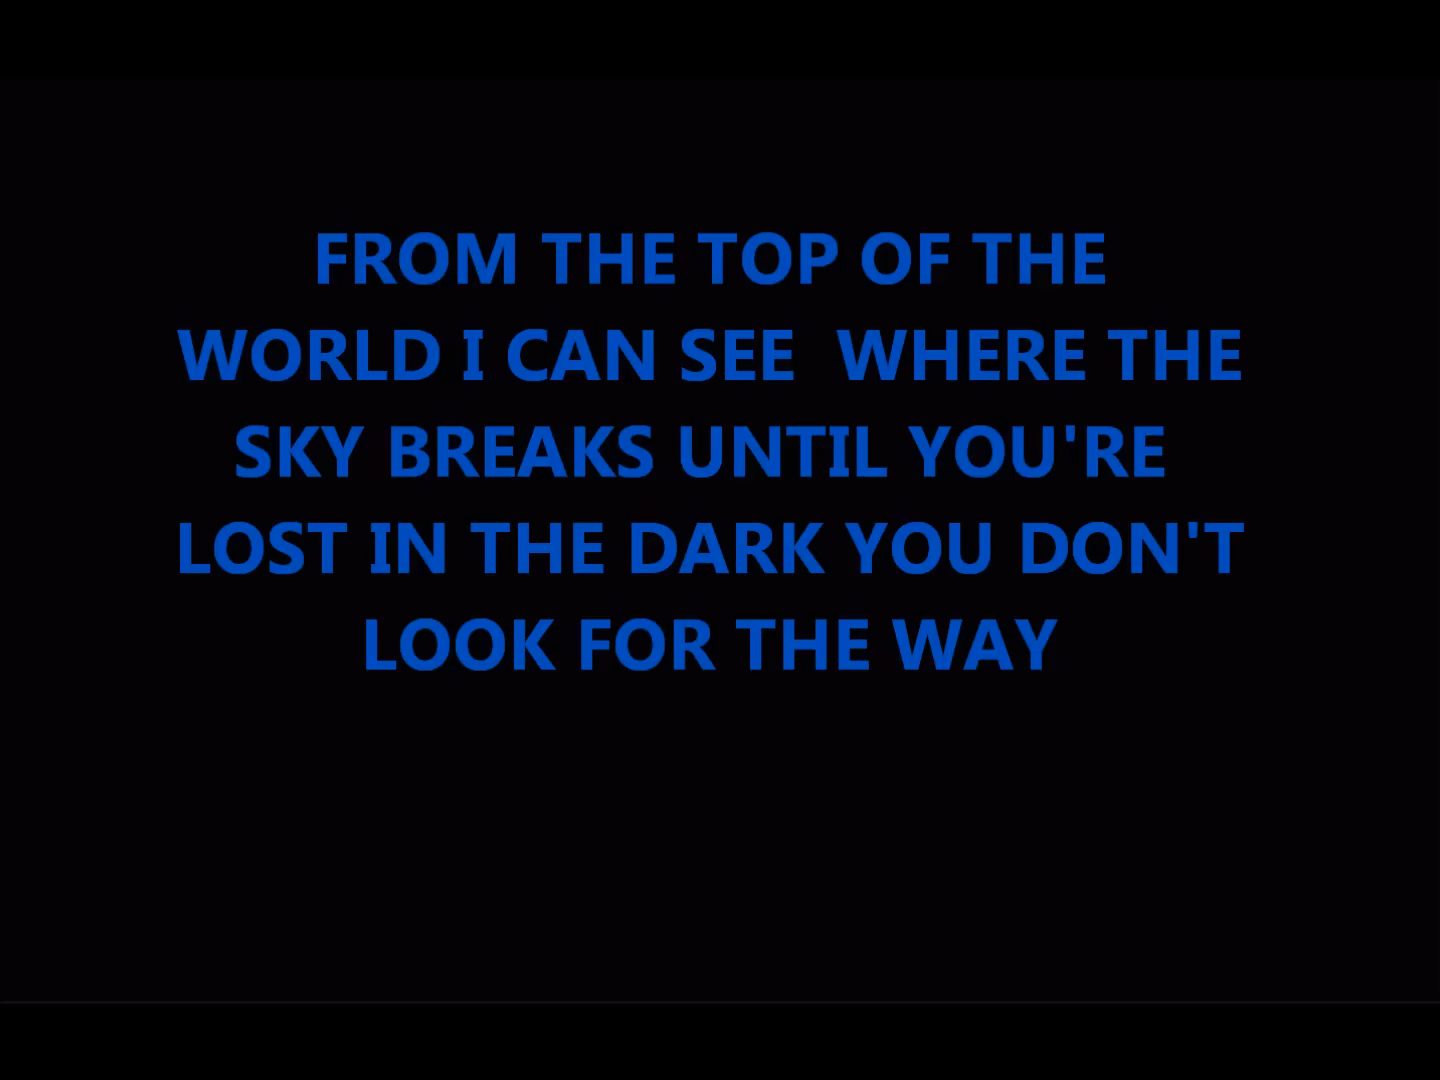 FROM THE TOP OF THE
WORLD I CAN SEE  WHERE THE
SKY BREAKS UNTIL YOU'RE
LOST IN THE DARK YOU DON'T
LOOK FOR THE WAY